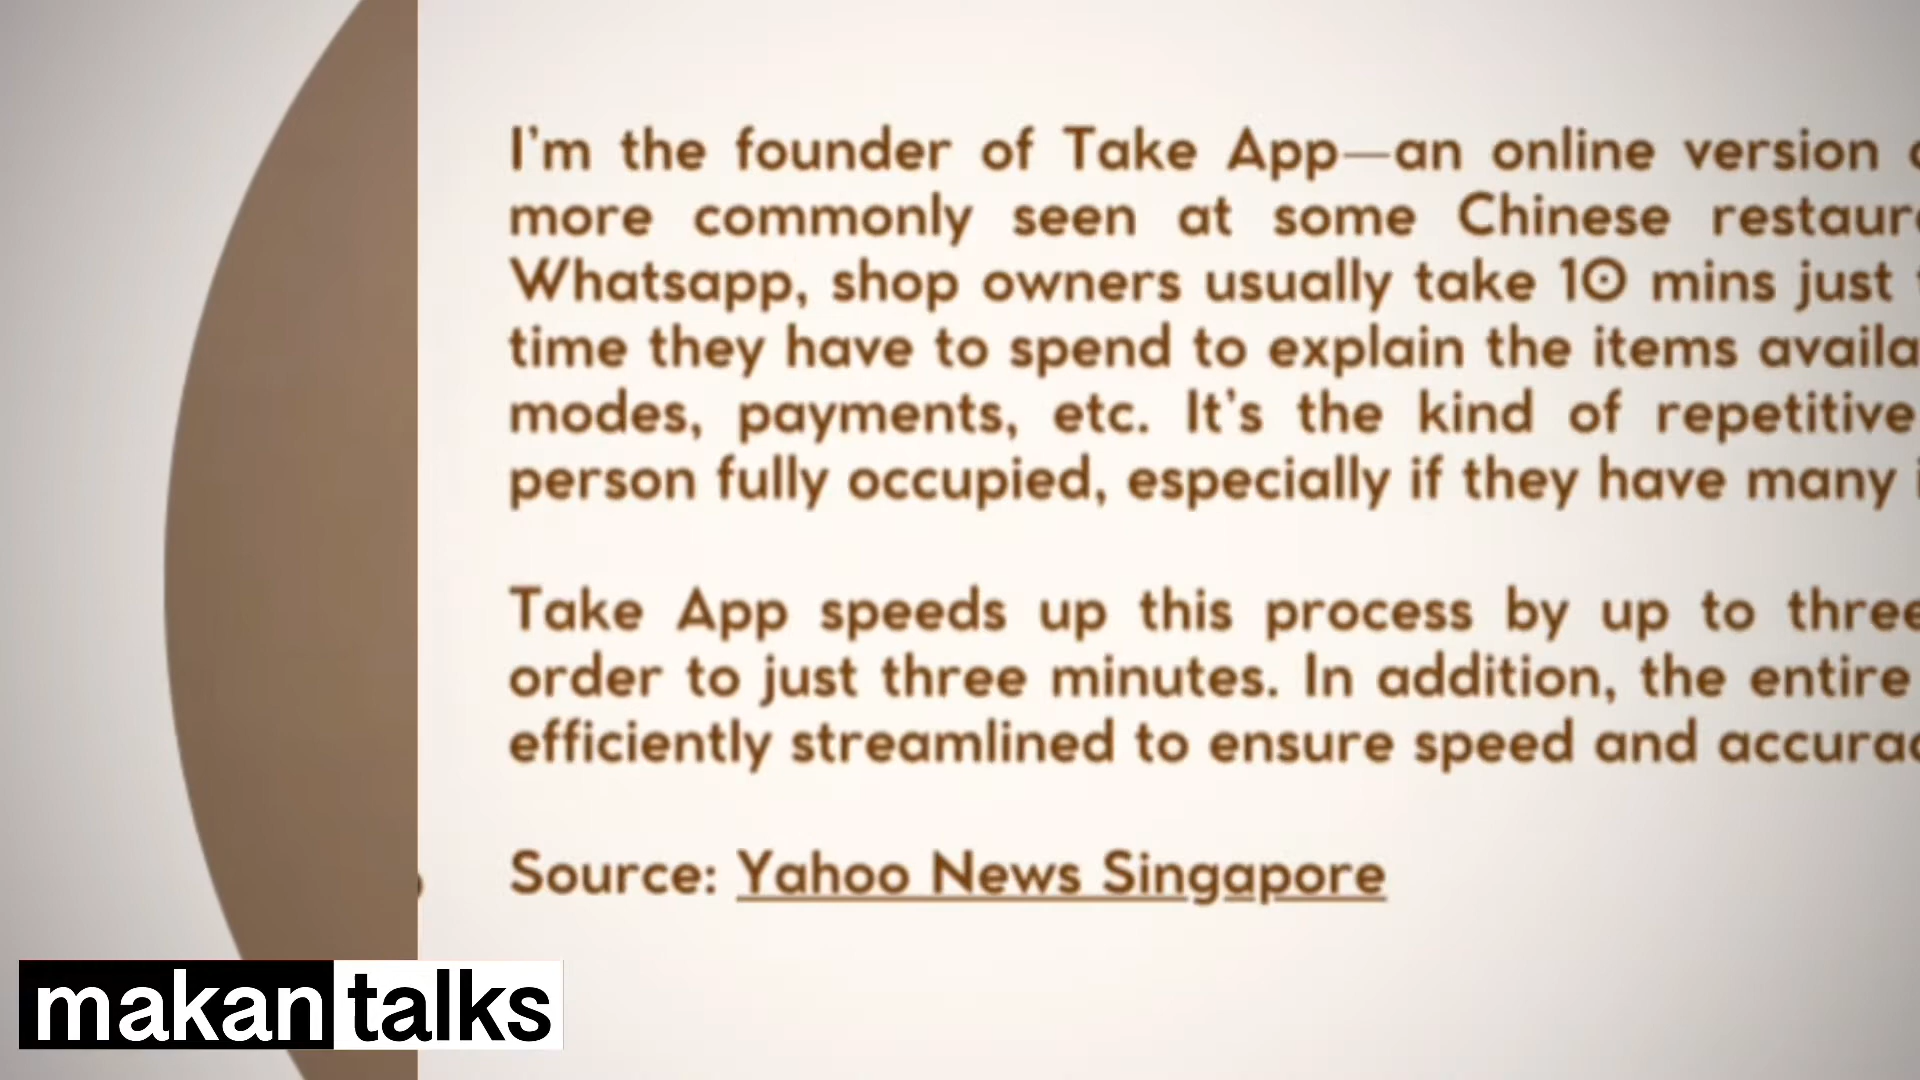 I'm the founder of Take App—an online version
more commonly seen at some Chinese
Whatsapp, shop owners usually take 10 mins just
time they have to spend to explain the items
modes, payments, etc. It's the kind of repetitive
person fully occupied, especially if they have many
Take App speeds up this process by up to three
order to just three minutes. In addition, the entire
efficiently streamlined to ensure speed and
Source: Yahoo News Singapore
makan talks